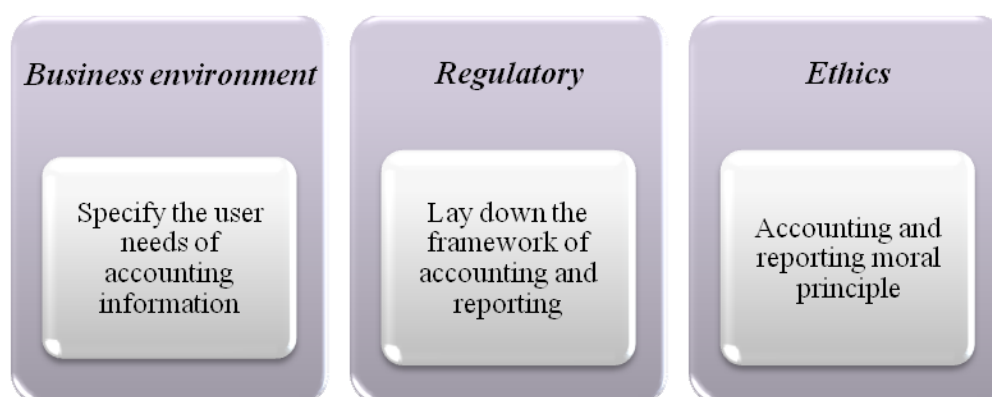 Business environment
Specify the user
needs of
accounting
information
Regulatory
Lay down the
framework of
accounting and
reporting
Ethics
Accounting and
reporting moral
principle